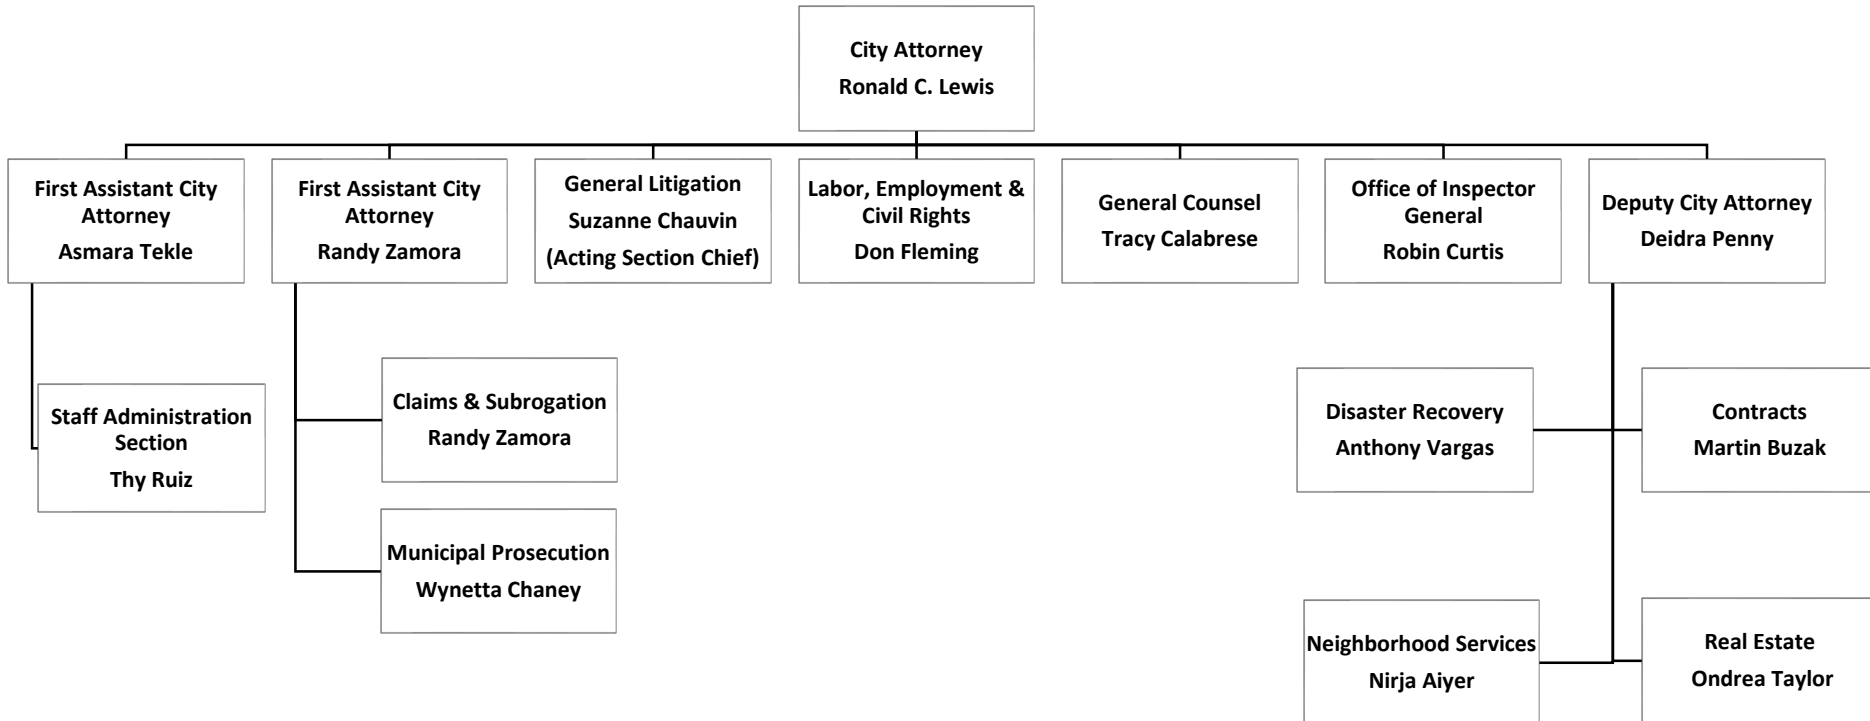 City Attorney
Ronald C. Lewis
First Assistant City
Attorney
Asmara Tekle
First Assistant City
Attorney
Randy Zamora
General Litigation
Suzanne Chauvin
(Acting Section Chief)
Labor, Employment &
Civil Rights
Don Fleming
General Counsel
Tracy Calabrese
Office of Inspector
General
Robin Curtis
Deputy City Attorney
Deidra Penny
Staff Administration
Section
Thy Ruiz
Claims & Subrogation
Randy Zamora
Municipal Prosecution
Wynetta Chaney
Disaster Recovery
Anthony Vargas
Contracts
Martin Buzak
Neighborhood Services
Nirja Aiyer
Real Estate
Ondrea Taylor